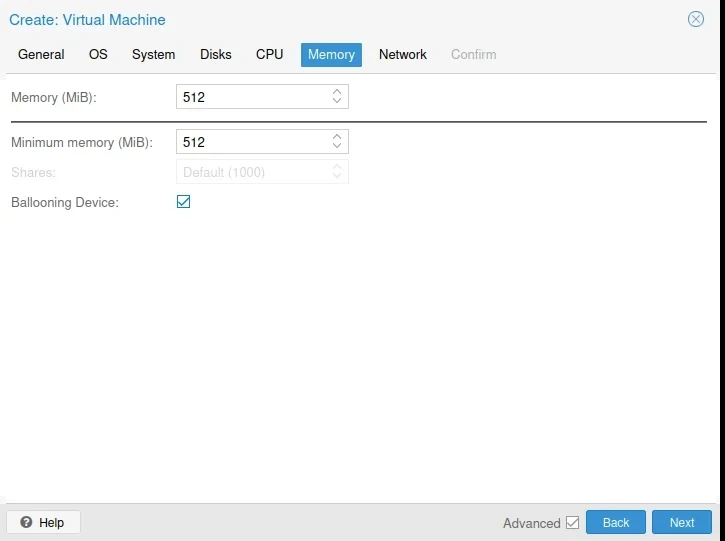 Create: Virtual Machine
General OS System Disks CPU Memory Network Confirm
Memory (MiB): 512
Minimum memory (MiB): 512
Shares: Default (1000)
Ballooning Device:
Help Advanced Back Next